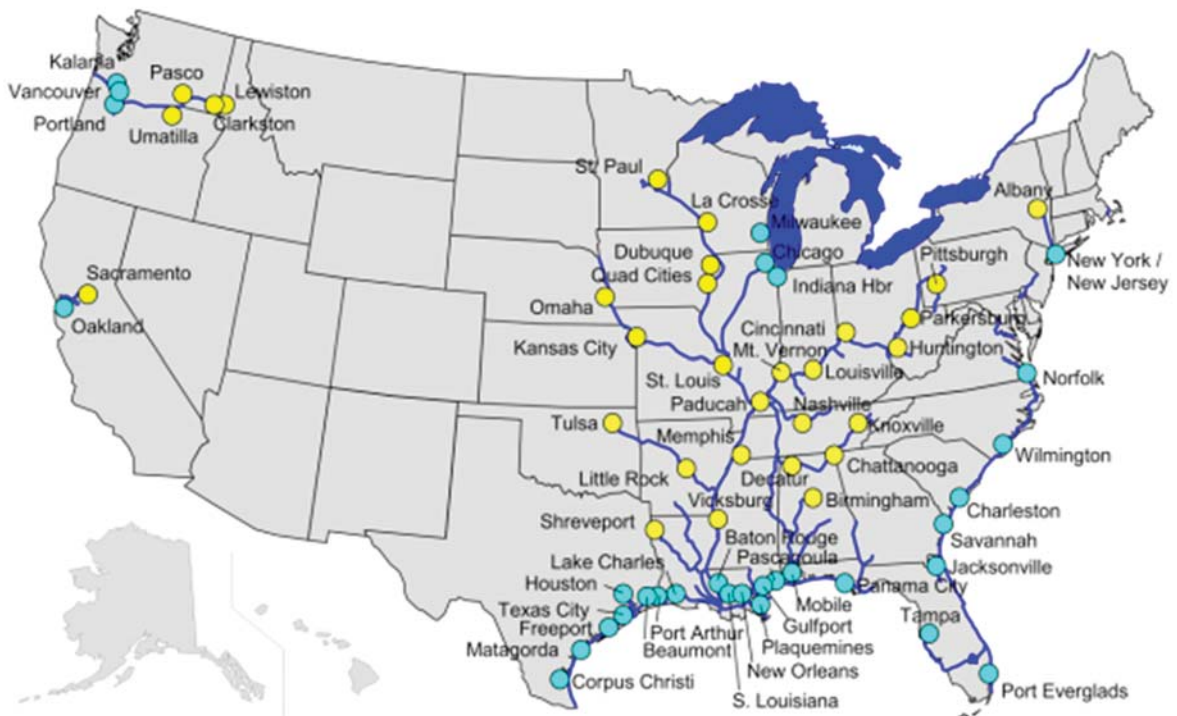 Kalama
Vancouver
Portland
Pasco
Umatilla
Lewiston
Clarkston
Sacramento
Oakland
St. Paul
La Crosse
Milwaukee
Dubuque
Quad Cities
Chicago
Indiana Hbr
Omaha
Kansas City
St. Louis
Cincinnati
Mt. Vernon
Louisville
Paducah
Nashville
Albany
Pittsburgh
New York /
New Jersey
Parkersburg
Huntington
Norfolk
Tulsa
Memphis
Knoxville
Little Rock
Decatur
Chattanooga
Wilmington
Vicksburg
Birmingham
Charleston
Shreveport
Savannah
Baton Rouge
Pascagoula
Lake Charles
Jacksonville
Houston
Panama City
Texas City
Mobile
Tampa
Freeport
Gulfport
Port Arthur
Matagorda
Beaumont
Plaquemines
New Orleans
Corpus Christi
S. Louisiana
Port Everglads